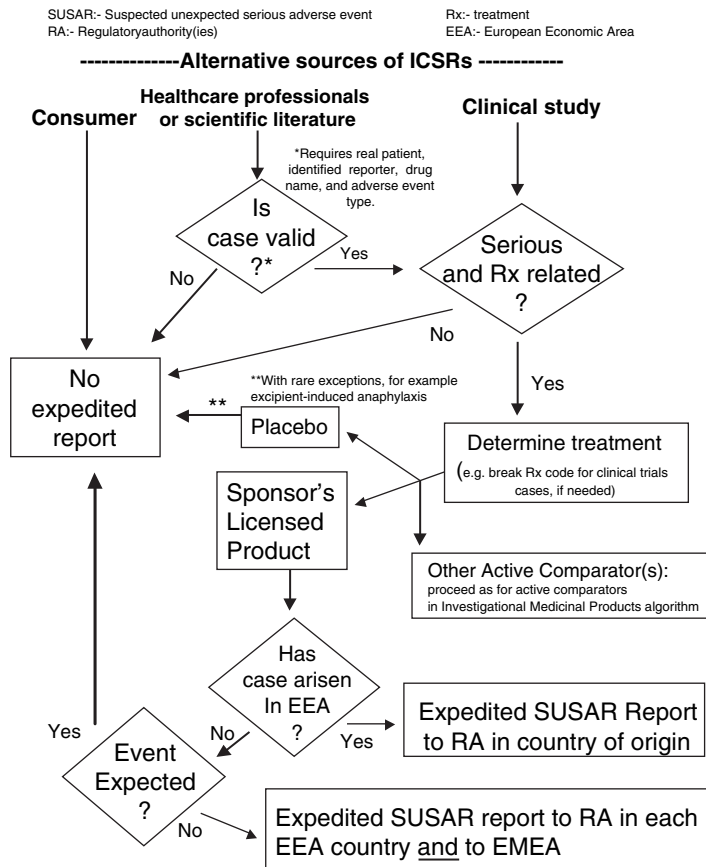 SUSAR:- Suspected unexpected serious adverse event
Rx:- treatment
RA:- Regulatoryauthority(ies)
EEA:- European Economic Area
--------------Alternative sources of ICSRs ------------
Consumer
Healthcare professionals
or scientific literature
Clinical study
*Requires real patient,
identified reporter, drug
name, and adverse event
type.
Is
case valid
?*
Yes
No
Serious
and Rx related
?
No
Yes
No
expedited
report
**With rare exceptions, for example
excipient-induced anaphylaxis
**
Placebo
Determine treatment
(e.g. break Rx code for clinical trials
cases, if needed)
Sponsor's
Licensed
Product
Other Active Comparator(s):
proceed as for active comparators
in Investigational Medicinal Products algorithm
Has
case arisen
In EEA
?
No
Yes
Expedited SUSAR Report
to RA in country of origin
Yes
Event
Expected
?
No
Expedited SUSAR report to RA in each
EEA country and to EMEA